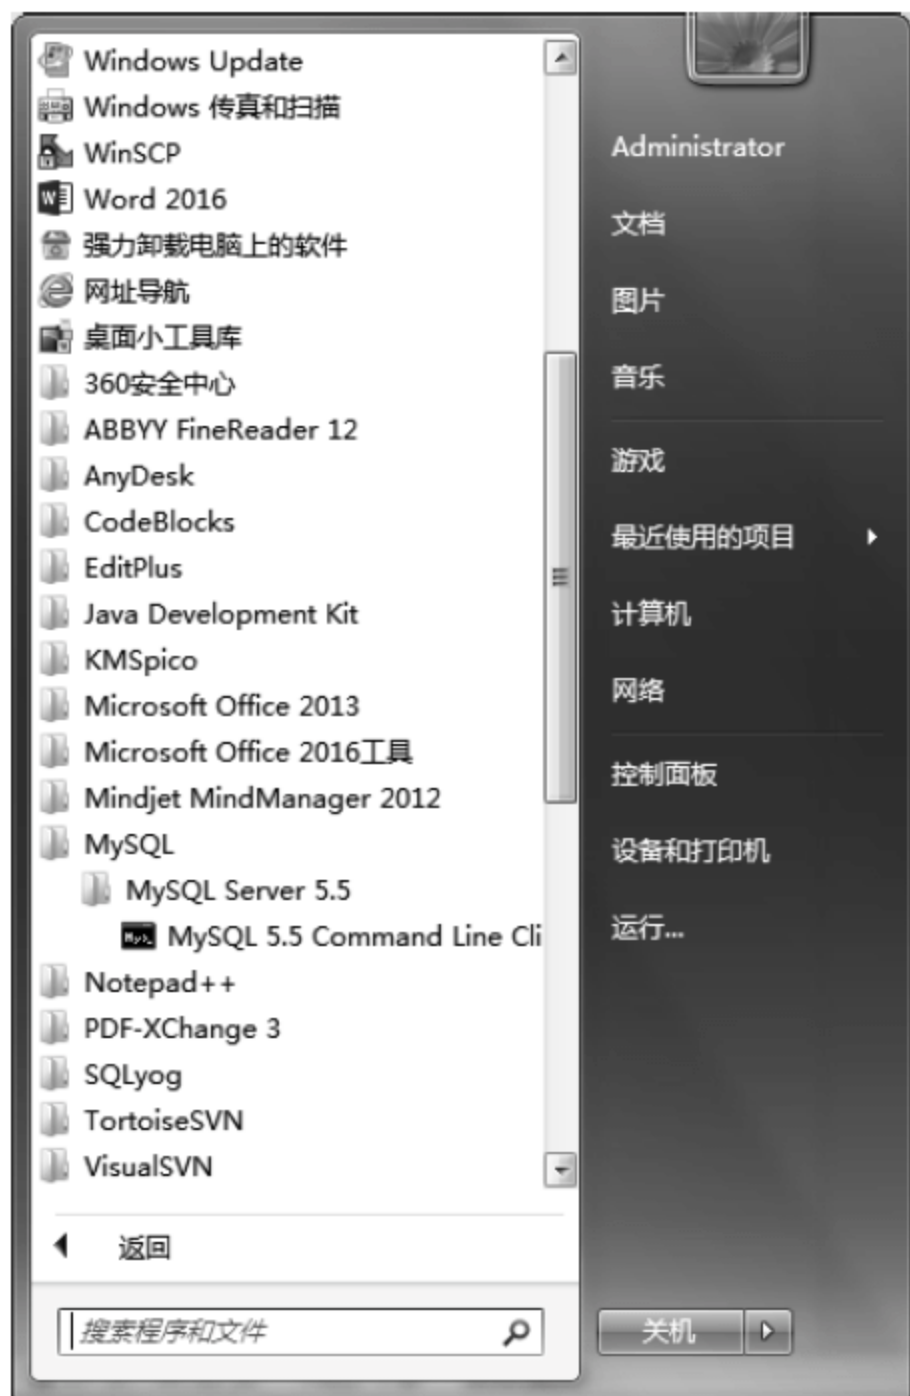 Windows Update
Windows 传真和扫描
WinSCP
Word 2016
强力卸载电脑上的软件
网址导航
桌面小工具库
360安全中心
ABBYY FineReader 12
AnyDesk
CodeBlocks
EditPlus
Java Development Kit
KMSpico
Microsoft Office 2013
Microsoft Office 2016工具
Mindjet MindManager 2012
MySQL
MySQL Server 5.5
MySQL 5.5 Command Line Cli
Notepad++
PDF-XChange 3
SQLyog
TortoiseSVN
VisualSVN
返回
搜索程序和文件
Administrator
文档
图片
音乐
游戏
最近使用的项目
计算机
网络
控制面板
设备和打印机
运行...
关机